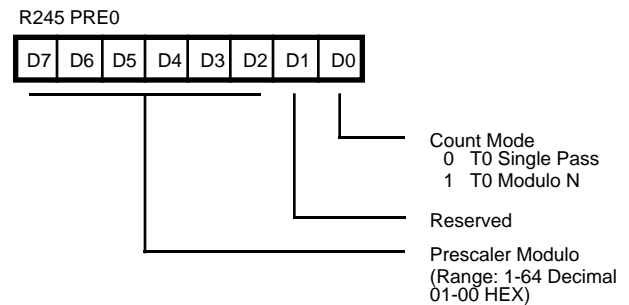 R245 PRE0
D7 D6 D5 D4 D3 D2 D1 D0
Count Mode
0 T0 Single Pass
1 T0 Modulo N
Reserved
Prescaler Modulo
(Range: 1-64 Decimal
01-00 HEX)